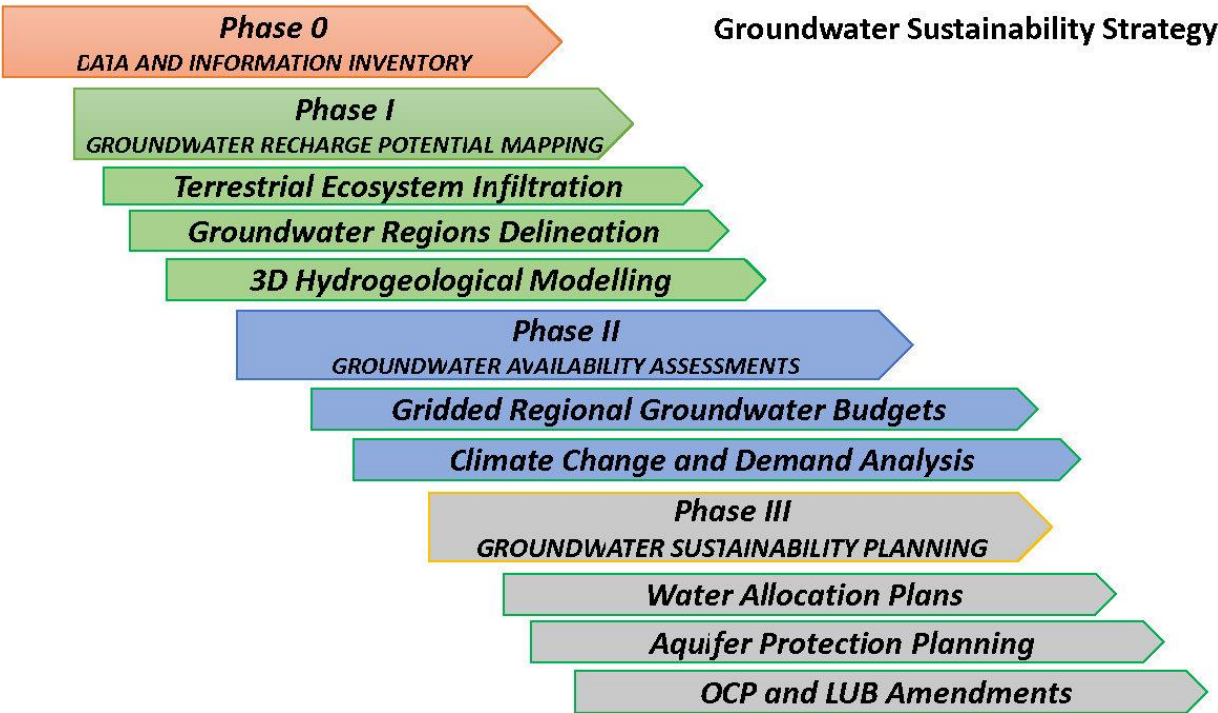 Groundwater Sustainability Strategy
Phase 0
DATA AND INFORMATION INVENTORY
Phase I
GROUNDWATER RECHARGE POTENTIAL MAPPING
Terrestrial Ecosystem Infiltration
Groundwater Regions Delineation
3D Hydrogeological Modelling
Phase II
GROUNDWATER AVAILABILITY ASSESSMENTS
Gridded Regional Groundwater Budgets
Climate Change and Demand Analysis
Phase III
GROUNDWATER SUSTAINABILITY PLANNING
Water Allocation Plans
Aquifer Protection Planning
OCP and LUB Amendments